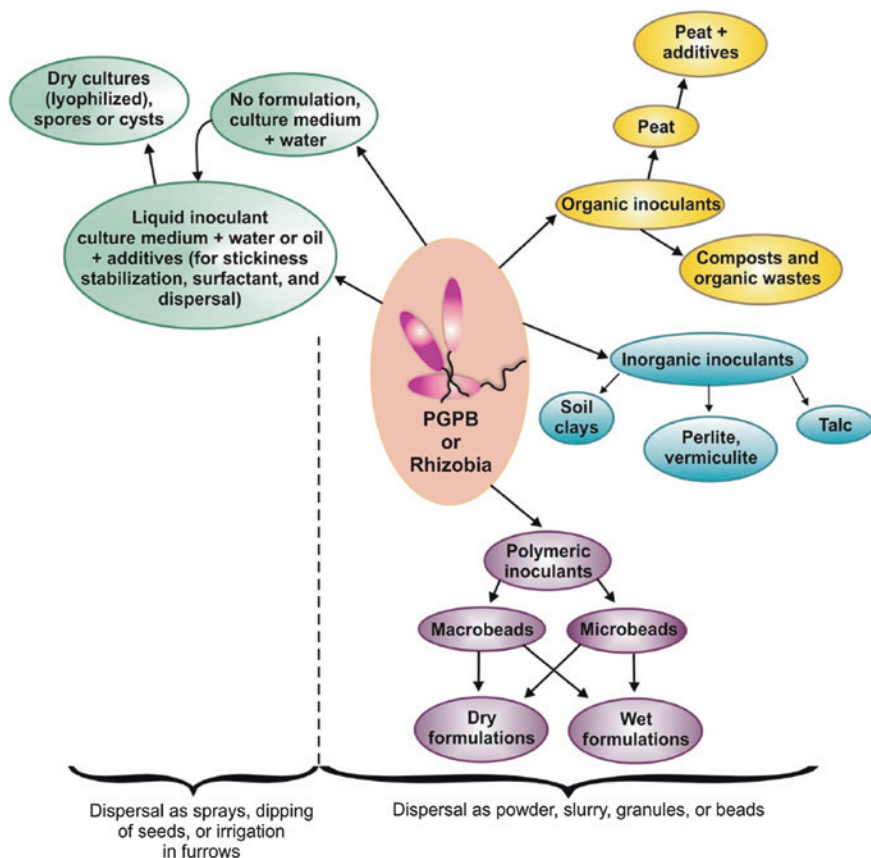 Dry cultures
(lyophilized),
spores or cysts
No formulation,
culture medium
+ water
Liquid inoculant
culture medium + water or oil
+ additives (for stickiness
stabilization, surfactant, and
dispersal)
Peat +
additives
Peat
Organic inoculants
Composts and
organic wastes
PGPB
or
Rhizobia
Inorganic inoculants
Soil
clays
Perlite,
vermiculite
Talc
Polymeric
inoculants
Macrobeads
Microbeads
Dry
formulations
Wet
formulations
Dispersal as sprays, dipping
of seeds, or irrigation
in furrows
Dispersal as powder, slurry, granules, or beads